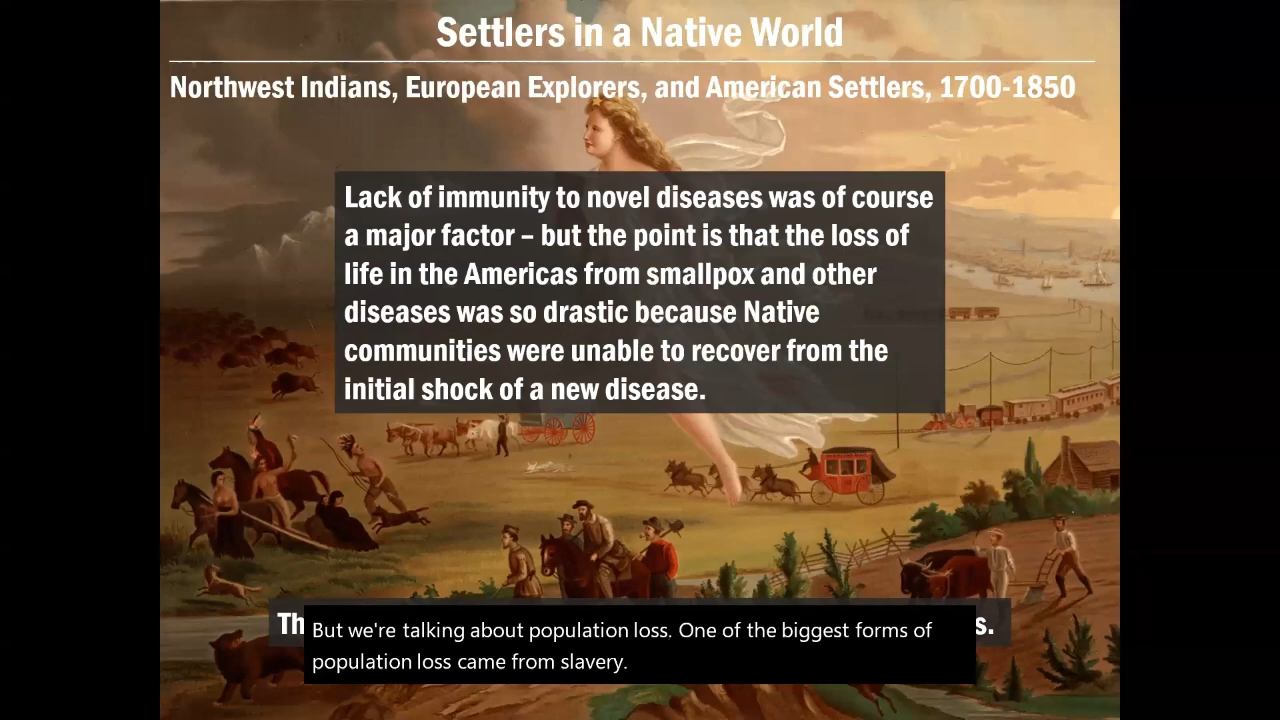 Settlers in a Native World
Northwest Indians, European Explorers, and American Settlers, 1700-1850
Lack of immunity to novel diseases was of course
a major factor – but the point is that the loss of
life in the Americas from smallpox and other
diseases was so drastic because Native
communities were unable to recover from the
initial shock of a new disease.
But we're talking about population loss. One of the biggest forms of
population loss came from slavery.